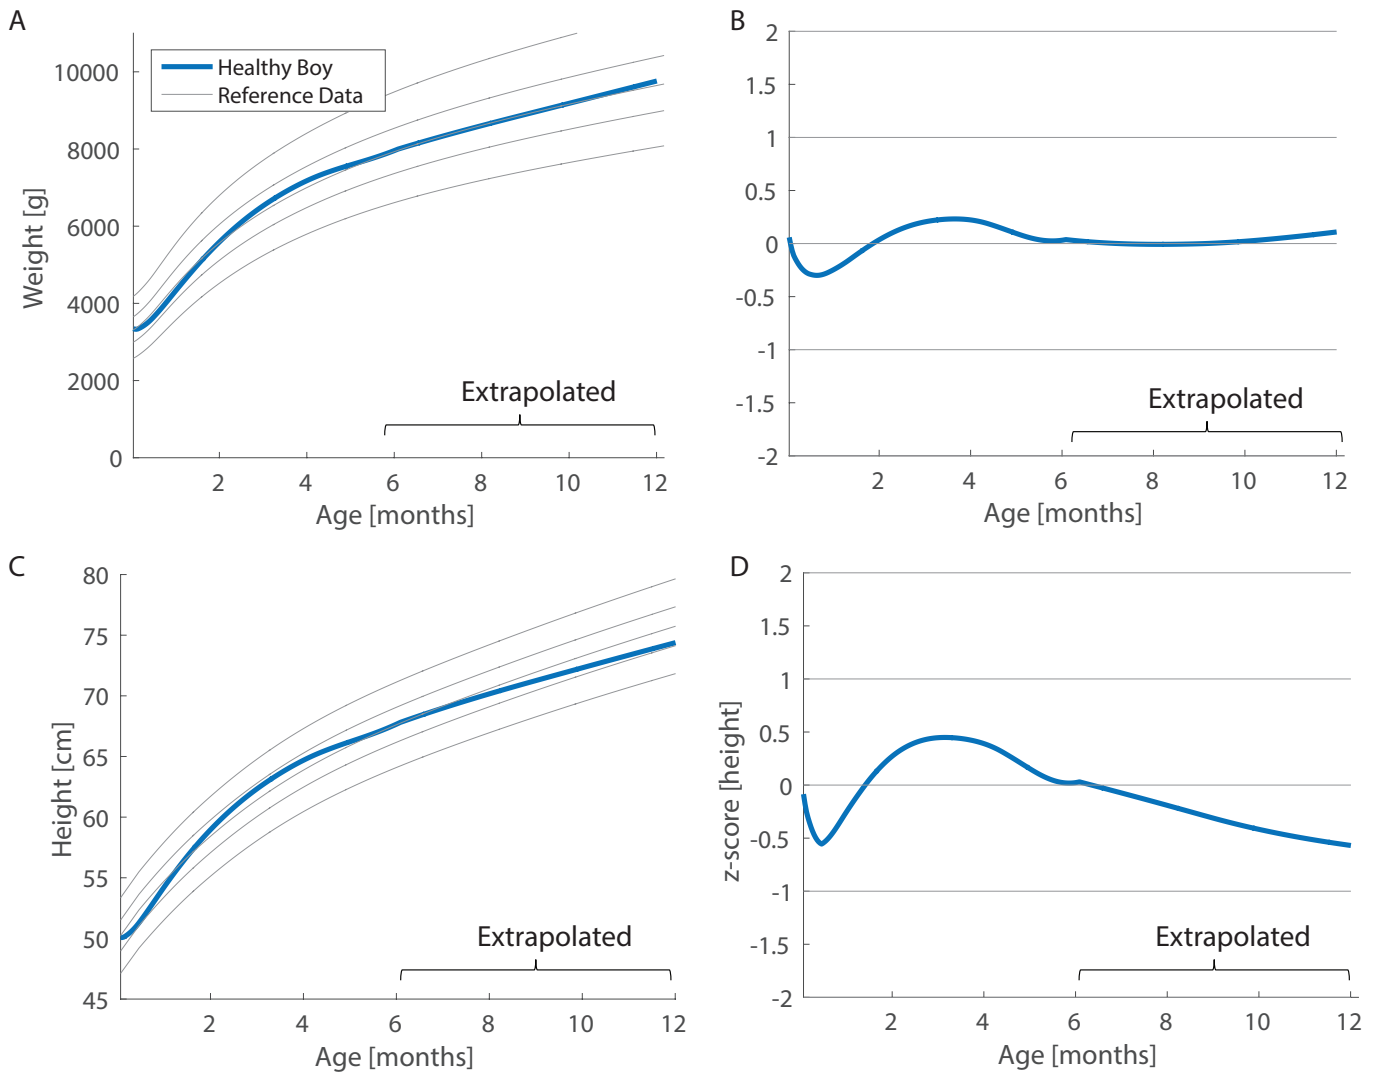 A
Healthy Boy
Reference Data
10000
8000
6000
4000
2000
0
Weight [g]
Extrapolated
2 4 6 8 10 12
Age [months]
B
2
1.5
1
0.5
0
-0.5
-1
-1.5
-2
Extrapolated
2 4 6 8 10 12
Age [months]
C
80
75
70
65
60
55
50
45
Height [cm]
Extrapolated
2 4 6 8 10 12
Age [months]
D
2
1.5
1
0.5
0
-0.5
-1
-1.5
-2
z-score [height]
Extrapolated
2 4 6 8 10 12
Age [months]